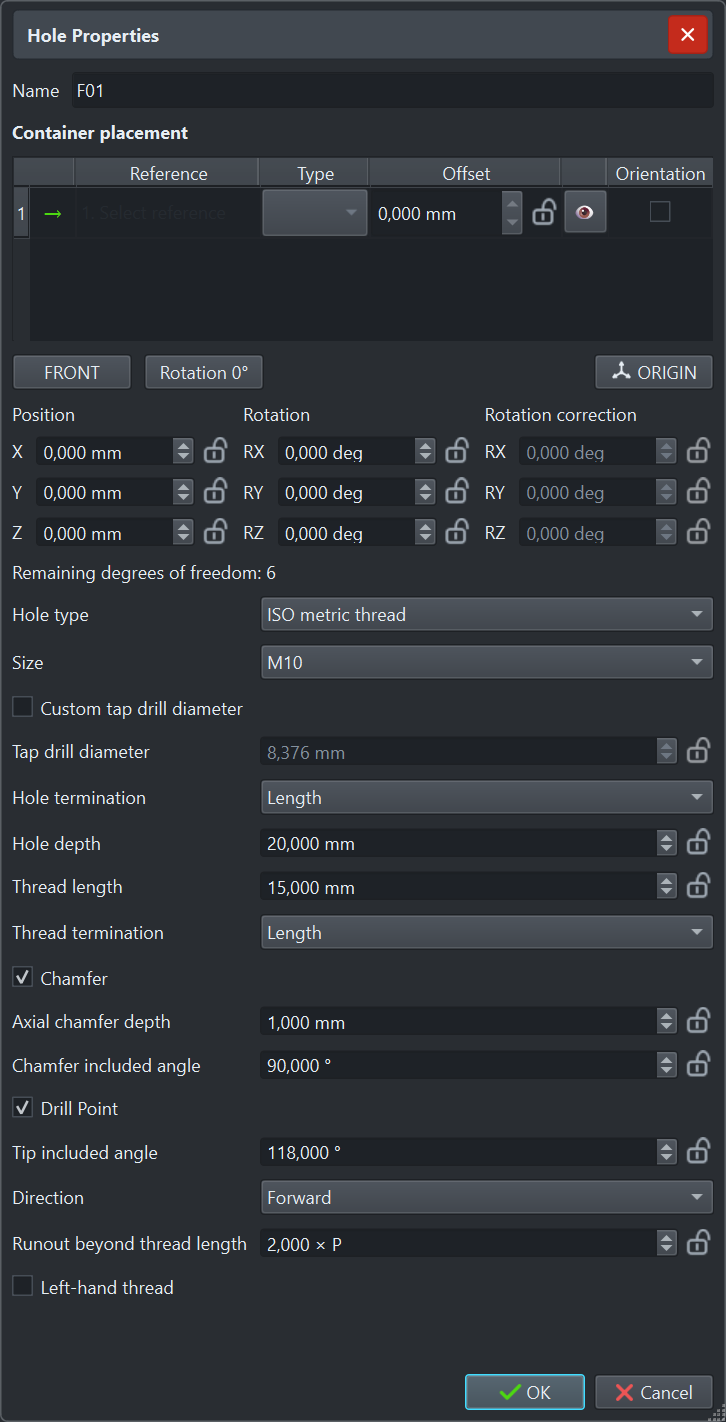 Hole Properties
Name F01
Container placement
Reference Type Offset Orientation
1 → 1. Select reference 0,000 mm
FRONT Rotation 0° ORIGIN
Position Rotation Rotation correction
X 0,000 mm RX 0,000 deg RX 0,000 deg
Y 0,000 mm RY 0,000 deg RY 0,000 deg
Z 0,000 mm RZ 0,000 deg RZ 0,000 deg
Remaining degrees of freedom: 6
Hole type ISO metric thread
Size M10
Custom tap drill diameter
Tap drill diameter 8,376 mm
Hole termination Length
Hole depth 20,000 mm
Thread length 15,000 mm
Thread termination Length
Chamfer
Axial chamfer depth 1,000 mm
Chamfer included angle 90,000 °
Drill Point
Tip included angle 118,000 °
Direction Forward
Runout beyond thread length 2,000 × P
Left-hand thread
OK Cancel